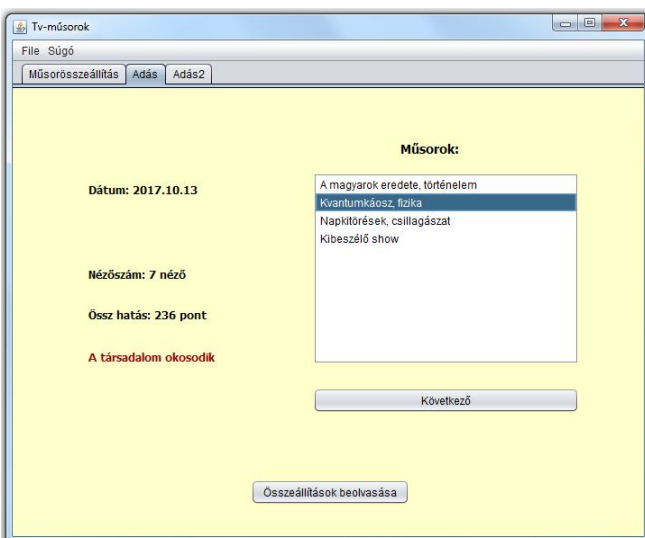 Tv-műsorok
File Súgó
Műsorösszeállítás Adás Adás2
Műsorok:
Dátum: 2017.10.13
A magyarok eredete, történelem
Kvantumkáosz, fizika
Napkitörések, csillagászat
Kibeszélő show
Nézőszám: 7 néző
Össz hatás: 236 pont
A társadalom okosodik
Következő
Összeállítások beolvasása